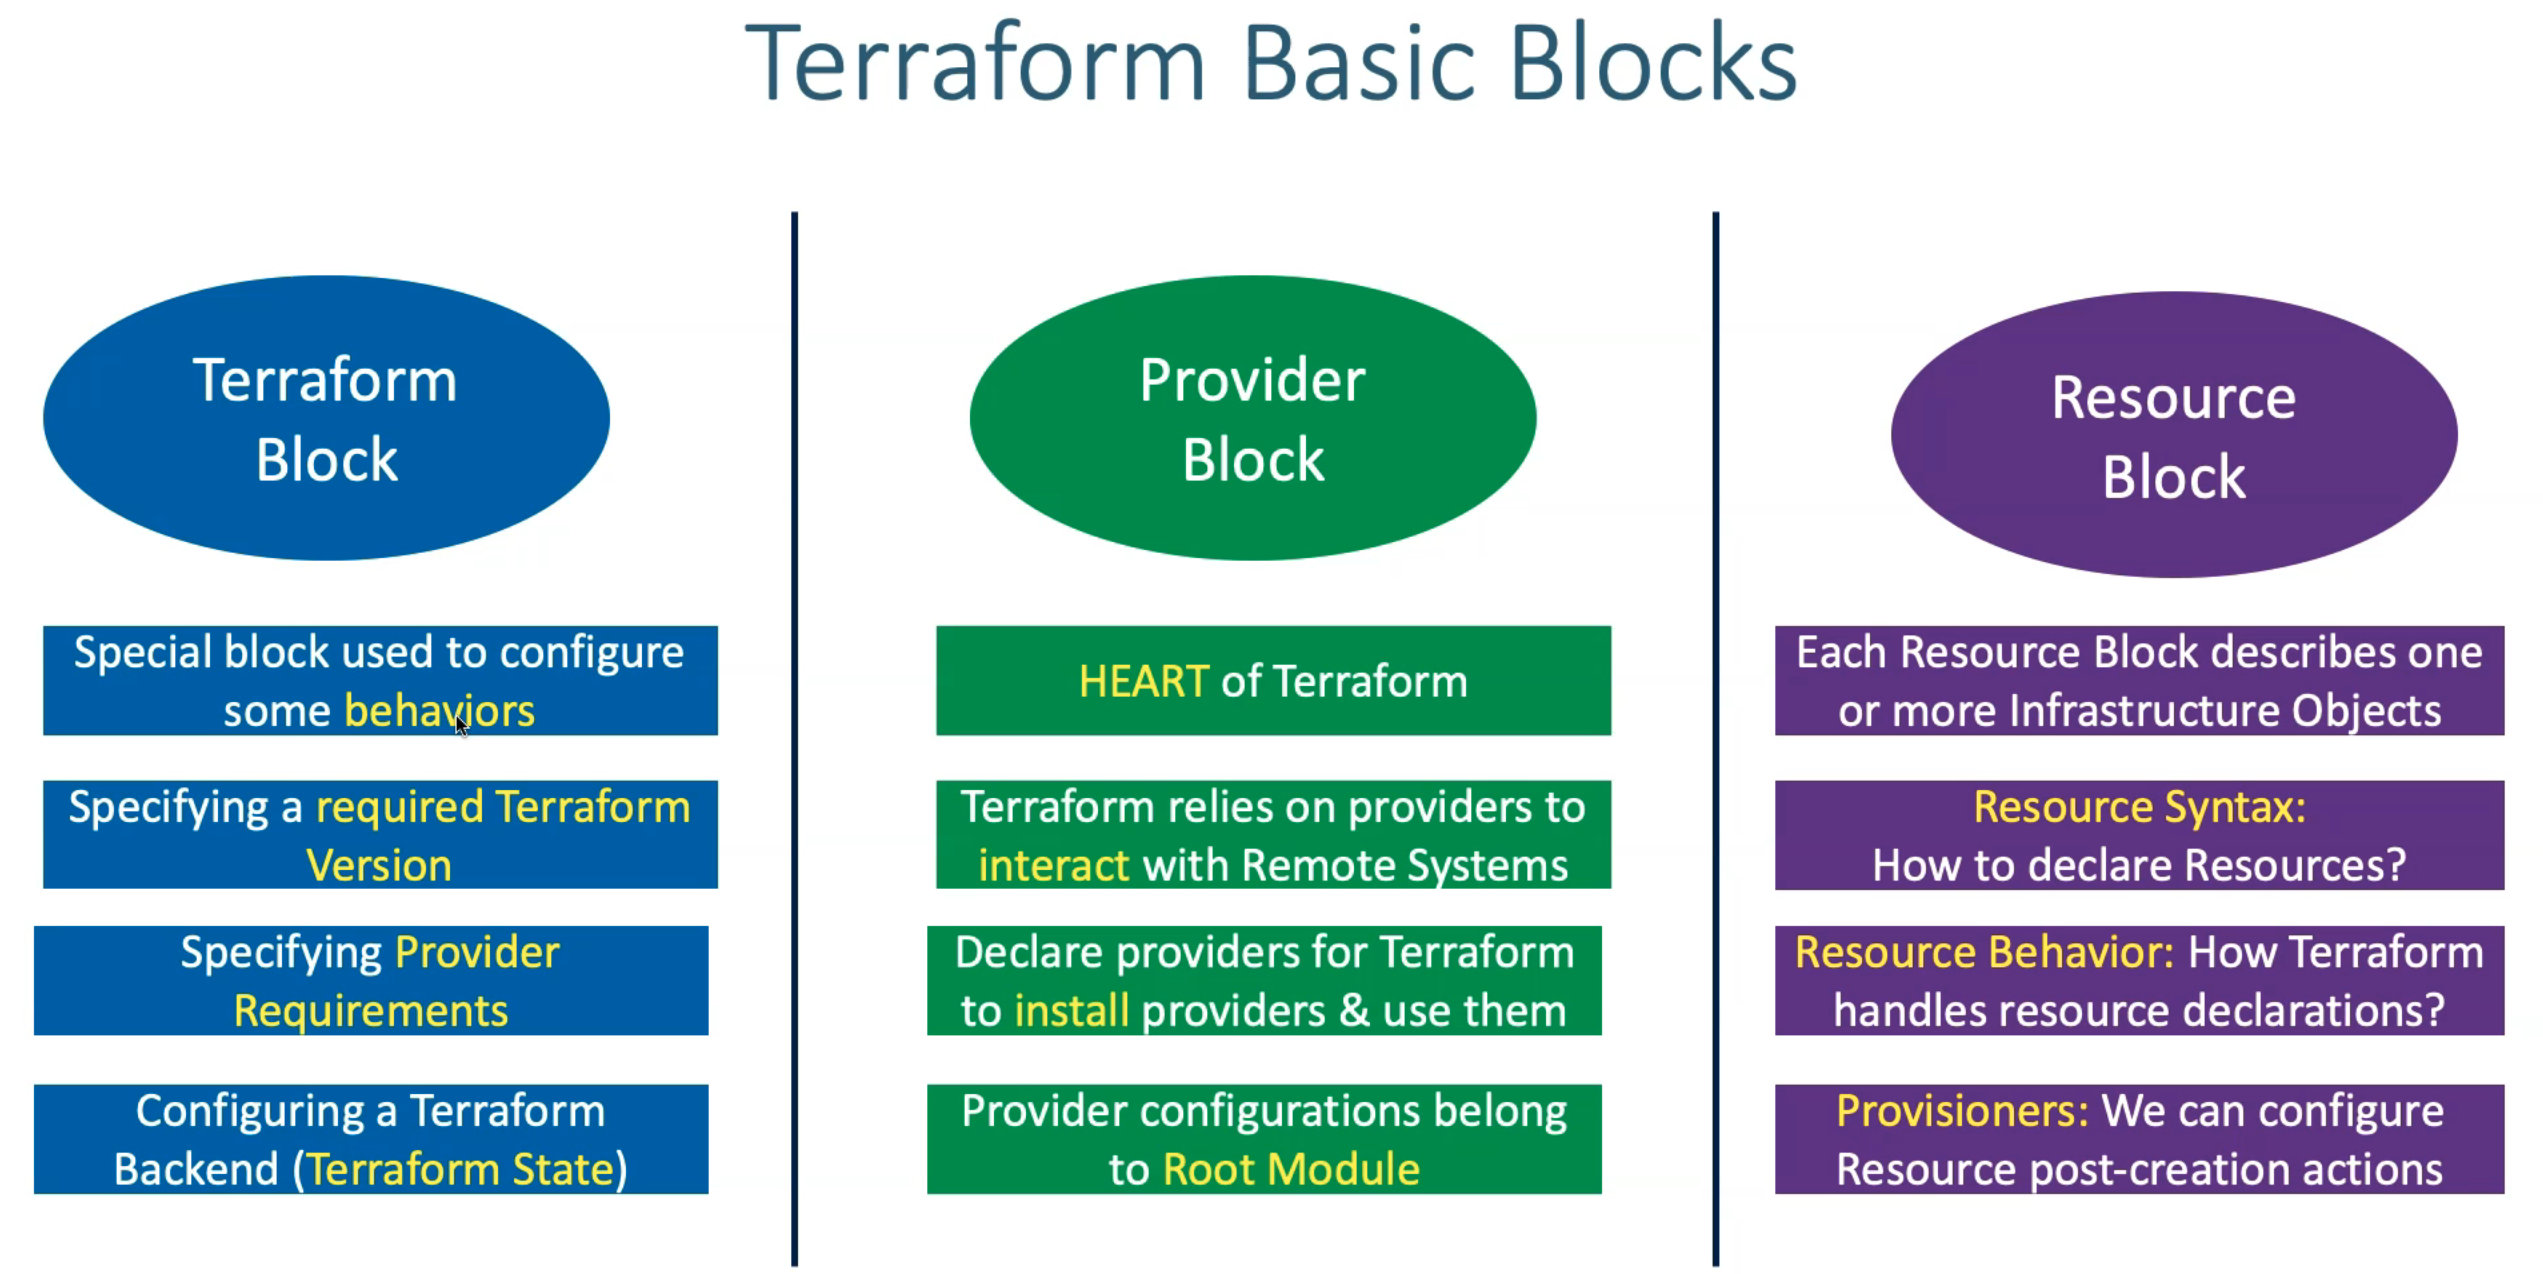 Terraform Basic Blocks
Terraform
Block
Special block used to configure
some behaviors
Specifying a required Terraform
Version
Specifying Provider
Requirements
Configuring a Terraform
Backend (Terraform State)
Provider
Block
HEART of Terraform
Terraform relies on providers to
interact with Remote Systems
Declare providers for Terraform
to install providers & use them
Provider configurations belong
to Root Module
Resource
Block
Each Resource Block describes one
or more Infrastructure Objects
Resource Syntax:
How to declare Resources?
Resource Behavior: How Terraform
handles resource declarations?
Provisioners: We can configure
Resource post-creation actions